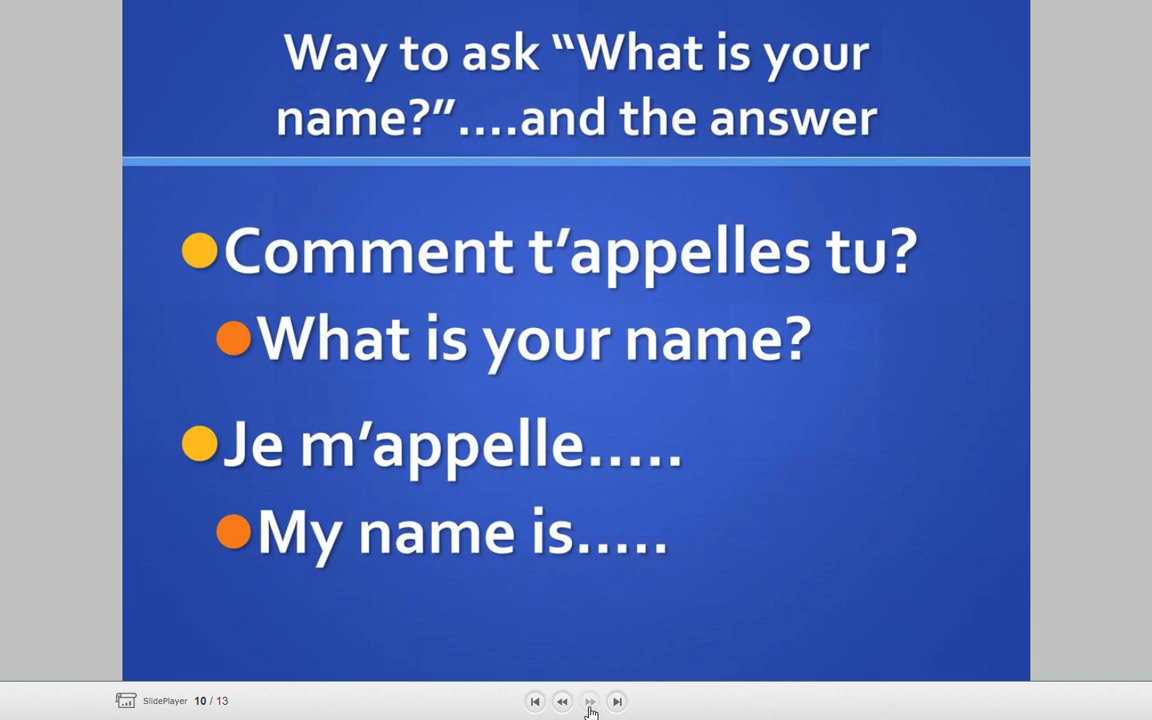 Way to ask “What is your
name?”....and the answer
Comment t’appelles tu?
What is your name?
Je m’appelle.....
My name is.....
SlidePlayer 10 / 13